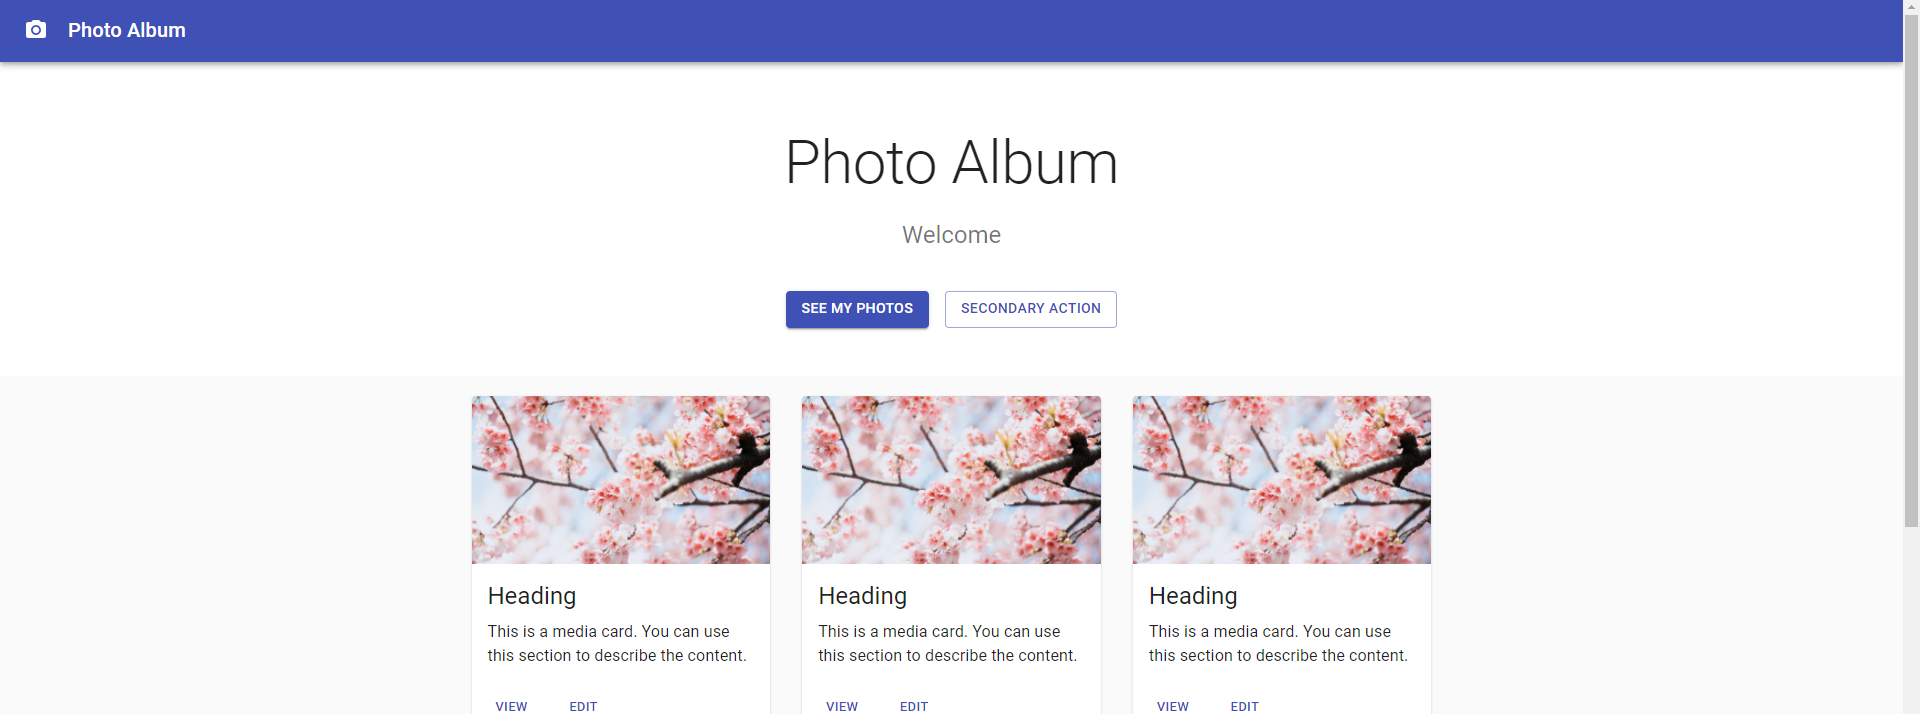 Photo Album
Photo Album
Welcome
SEE MY PHOTOS
SECONDARY ACTION
Heading
This is a media card. You can use
this section to describe the content.
VIEW
EDIT
Heading
This is a media card. You can use
this section to describe the content.
VIEW
EDIT
Heading
This is a media card. You can use
this section to describe the content.
VIEW
EDIT